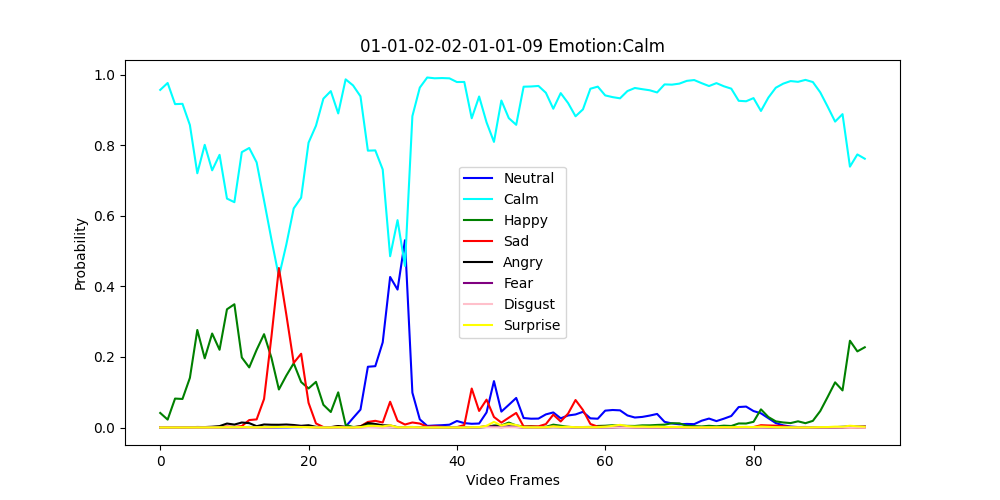 01-01-02-02-01-01-09 Emotion:Calm
1.0
0.8
0.6
0.4
0.2
0.0
Probability
Neutral
Calm
Happy
Sad
Angry
Fear
Disgust
Surprise
0 20 40 60 80
Video Frames